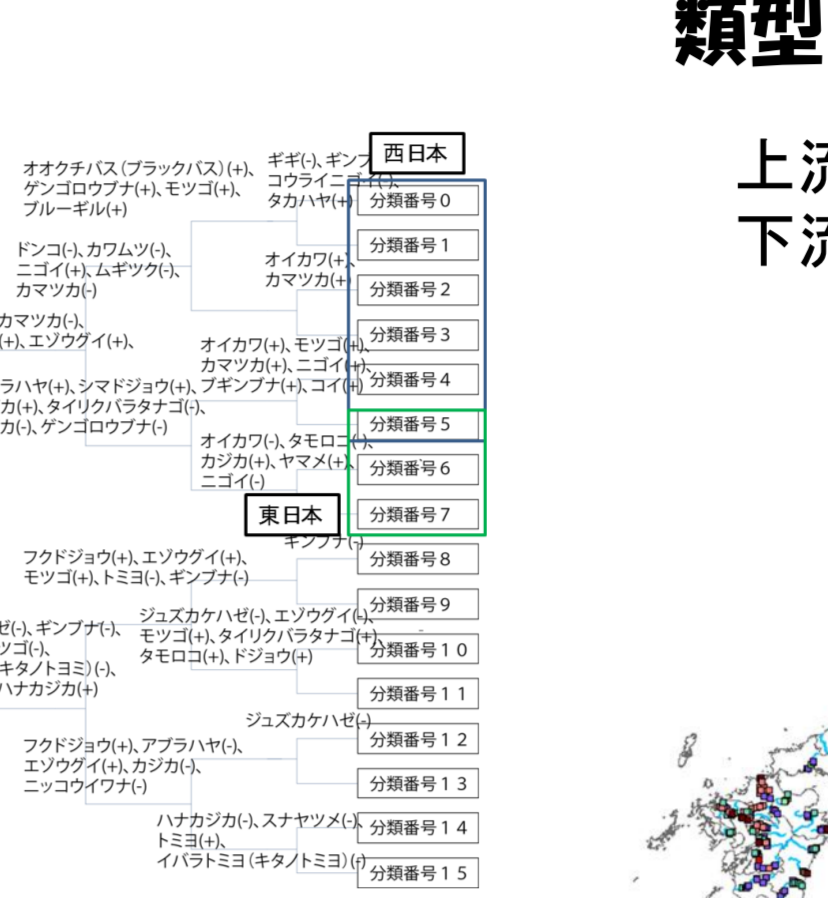 類型
上流
下流
西日本
オオクチバス(ブラックバス)(+)、
ゲンゴロウブナ(+)、モツゴ(+)、
ブルーギル(+)
ギギ(-)、ギンブ
コウライニゴイ(-)、
タカハヤ(+)
分類番号0
分類番号1
ドンコ(-)、カワムツ(-)、
ニゴイ(+)、ムギツク(-)、
カマツカ(-)
オイカワ(+)、
カマツカ(+)
分類番号2
分類番号3
カマツカ(-)、
(+)、エゾウグイ(+)、
オイカワ(+)、モツゴ(+)、
カマツカ(+)、ニゴイ(+)、
ブギンブナ(+)、コイ(+)
分類番号4
ラハヤ(+)、シマドジョウ(+)、
カ(+)、タイリクバラタナゴ(-)、
カ(-)、ゲンゴロウブナ(-)
分類番号5
オイカワ(-)、タモロコ(-)、
カジカ(+)、ヤマメ(+)、
ニゴイ(-)
分類番号6
東日本
分類番号7
キンブナ(-)
フクドジョウ(+)、エゾウグイ(+)、
モツゴ(+)、トミヨ(-)、ギンブナ(-)
分類番号8
分類番号9
ゼ(-)、ギンブナ(-)、
ツゴ(-)、
キタノトヨミ)(-)、
ハナカジカ(+)
ジュズカケハゼ(-)、エゾウグイ(-)、
モツゴ(+)、タイリクバラタナゴ(+)、
タモロコ(+)、ドジョウ(+)
分類番号10
分類番号11
ジュズカケハゼ(-)
フクドジョウ(+)、アブラハヤ(-)、
エゾウグイ(+)、カジカ(-)、
ニッコウイワナ(-)
分類番号12
分類番号13
ハナカジカ(-)、スナヤツメ(-)、
トミヨ(+)、
イバラトミヨ(キタノトミヨ)(-)
分類番号14
分類番号15